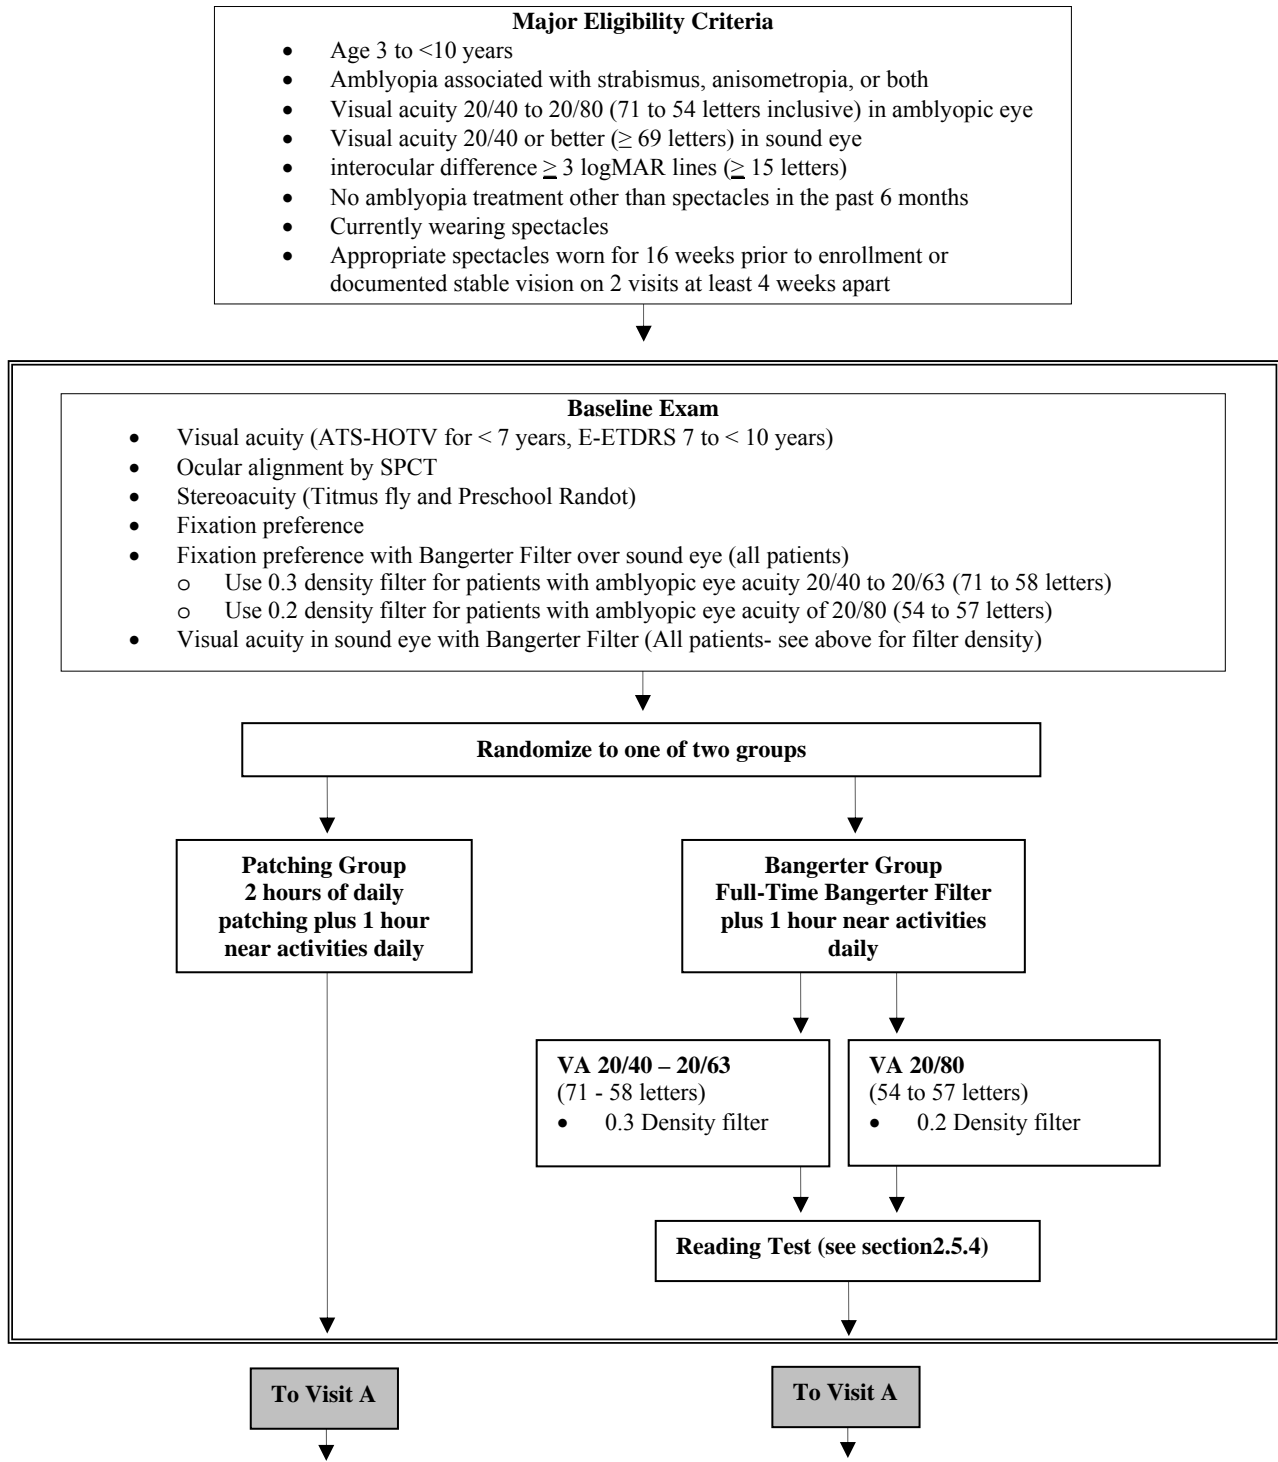 Major Eligibility Criteria
• Age 3 to <10 years
• Amblyopia associated with strabismus, anisometropia, or both
• Visual acuity 20/40 to 20/80 (71 to 54 letters inclusive) in amblyopic eye
• Visual acuity 20/40 or better (≥ 69 letters) in sound eye
• interocular difference ≥ 3 logMAR lines (≥ 15 letters)
• No amblyopia treatment other than spectacles in the past 6 months
• Currently wearing spectacles
• Appropriate spectacles worn for 16 weeks prior to enrollment or
documented stable vision on 2 visits at least 4 weeks apart
Baseline Exam
• Visual acuity (ATS-HOTV for < 7 years, E-ETDRS 7 to < 10 years)
• Ocular alignment by SPCT
• Stereoacuity (Titmus fly and Preschool Randot)
• Fixation preference
• Fixation preference with Bangerter Filter over sound eye (all patients)
o Use 0.3 density filter for patients with amblyopic eye acuity 20/40 to 20/63 (71 to 58 letters)
o Use 0.2 density filter for patients with amblyopic eye acuity of 20/80 (54 to 57 letters)
• Visual acuity in sound eye with Bangerter Filter (All patients- see above for filter density)
Randomize to one of two groups
Patching Group
2 hours of daily
patching plus 1 hour
near activities daily
Bangerter Group
Full-Time Bangerter Filter
plus 1 hour near activities
daily
VA 20/40 – 20/63
(71 - 58 letters)
• 0.3 Density filter
VA 20/80
(54 to 57 letters)
• 0.2 Density filter
Reading Test (see section2.5.4)
To Visit A
To Visit A